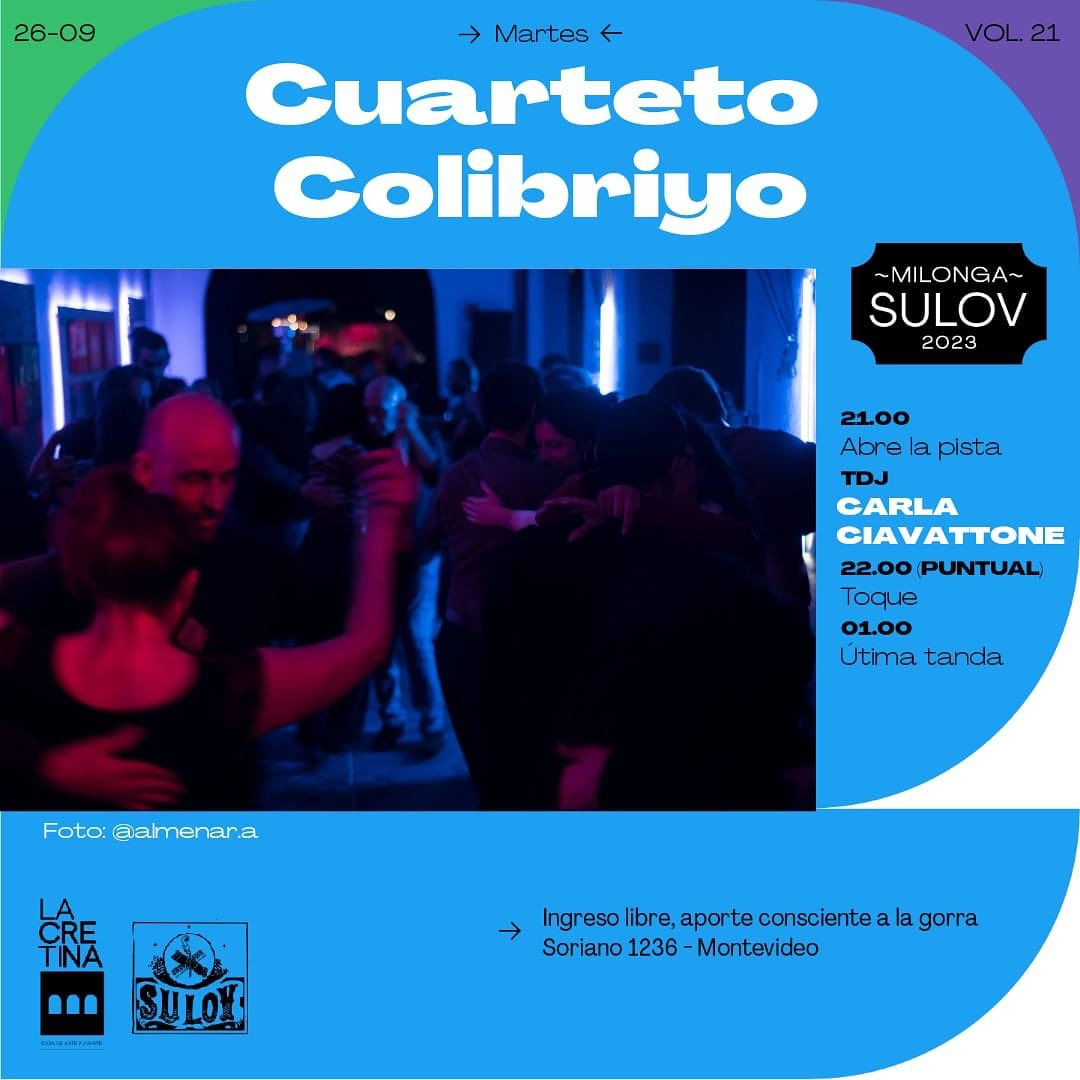 26-09
→ Martes ←
VOL. 21
Cuarteto
Colibriyo
~MILONGA~
SULOV
2023
21.00
Abre la pista
TDJ
CARLA
CIAVATTONE
22.00 (PUNTUAL)
Toque
01.00
Útima tanda
Foto: @almenar.a
LA
CRE
TINA
SULOV
→ Ingreso libre, aporte consciente a la gorra
Soriano 1236 - Montevideo